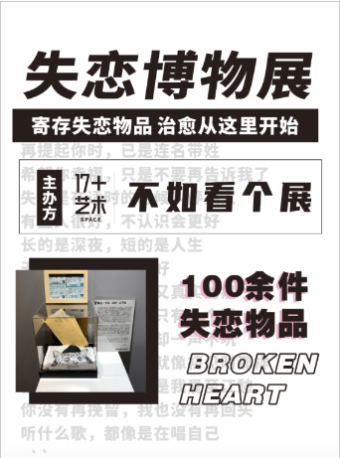 失恋博物展
寄存失恋物品 治愈从这里开始
再提起你时，已是连名带姓
只是不要再告诉我了
主办方
17+
艺术
SPACE
不如看个展
很好，不认识会更好
长的是深夜，短的是人生
100余件
失恋物品
BROKEN
HEART
你没有再挽留，我也没有再回头
听什么歌，都像是在唱自己